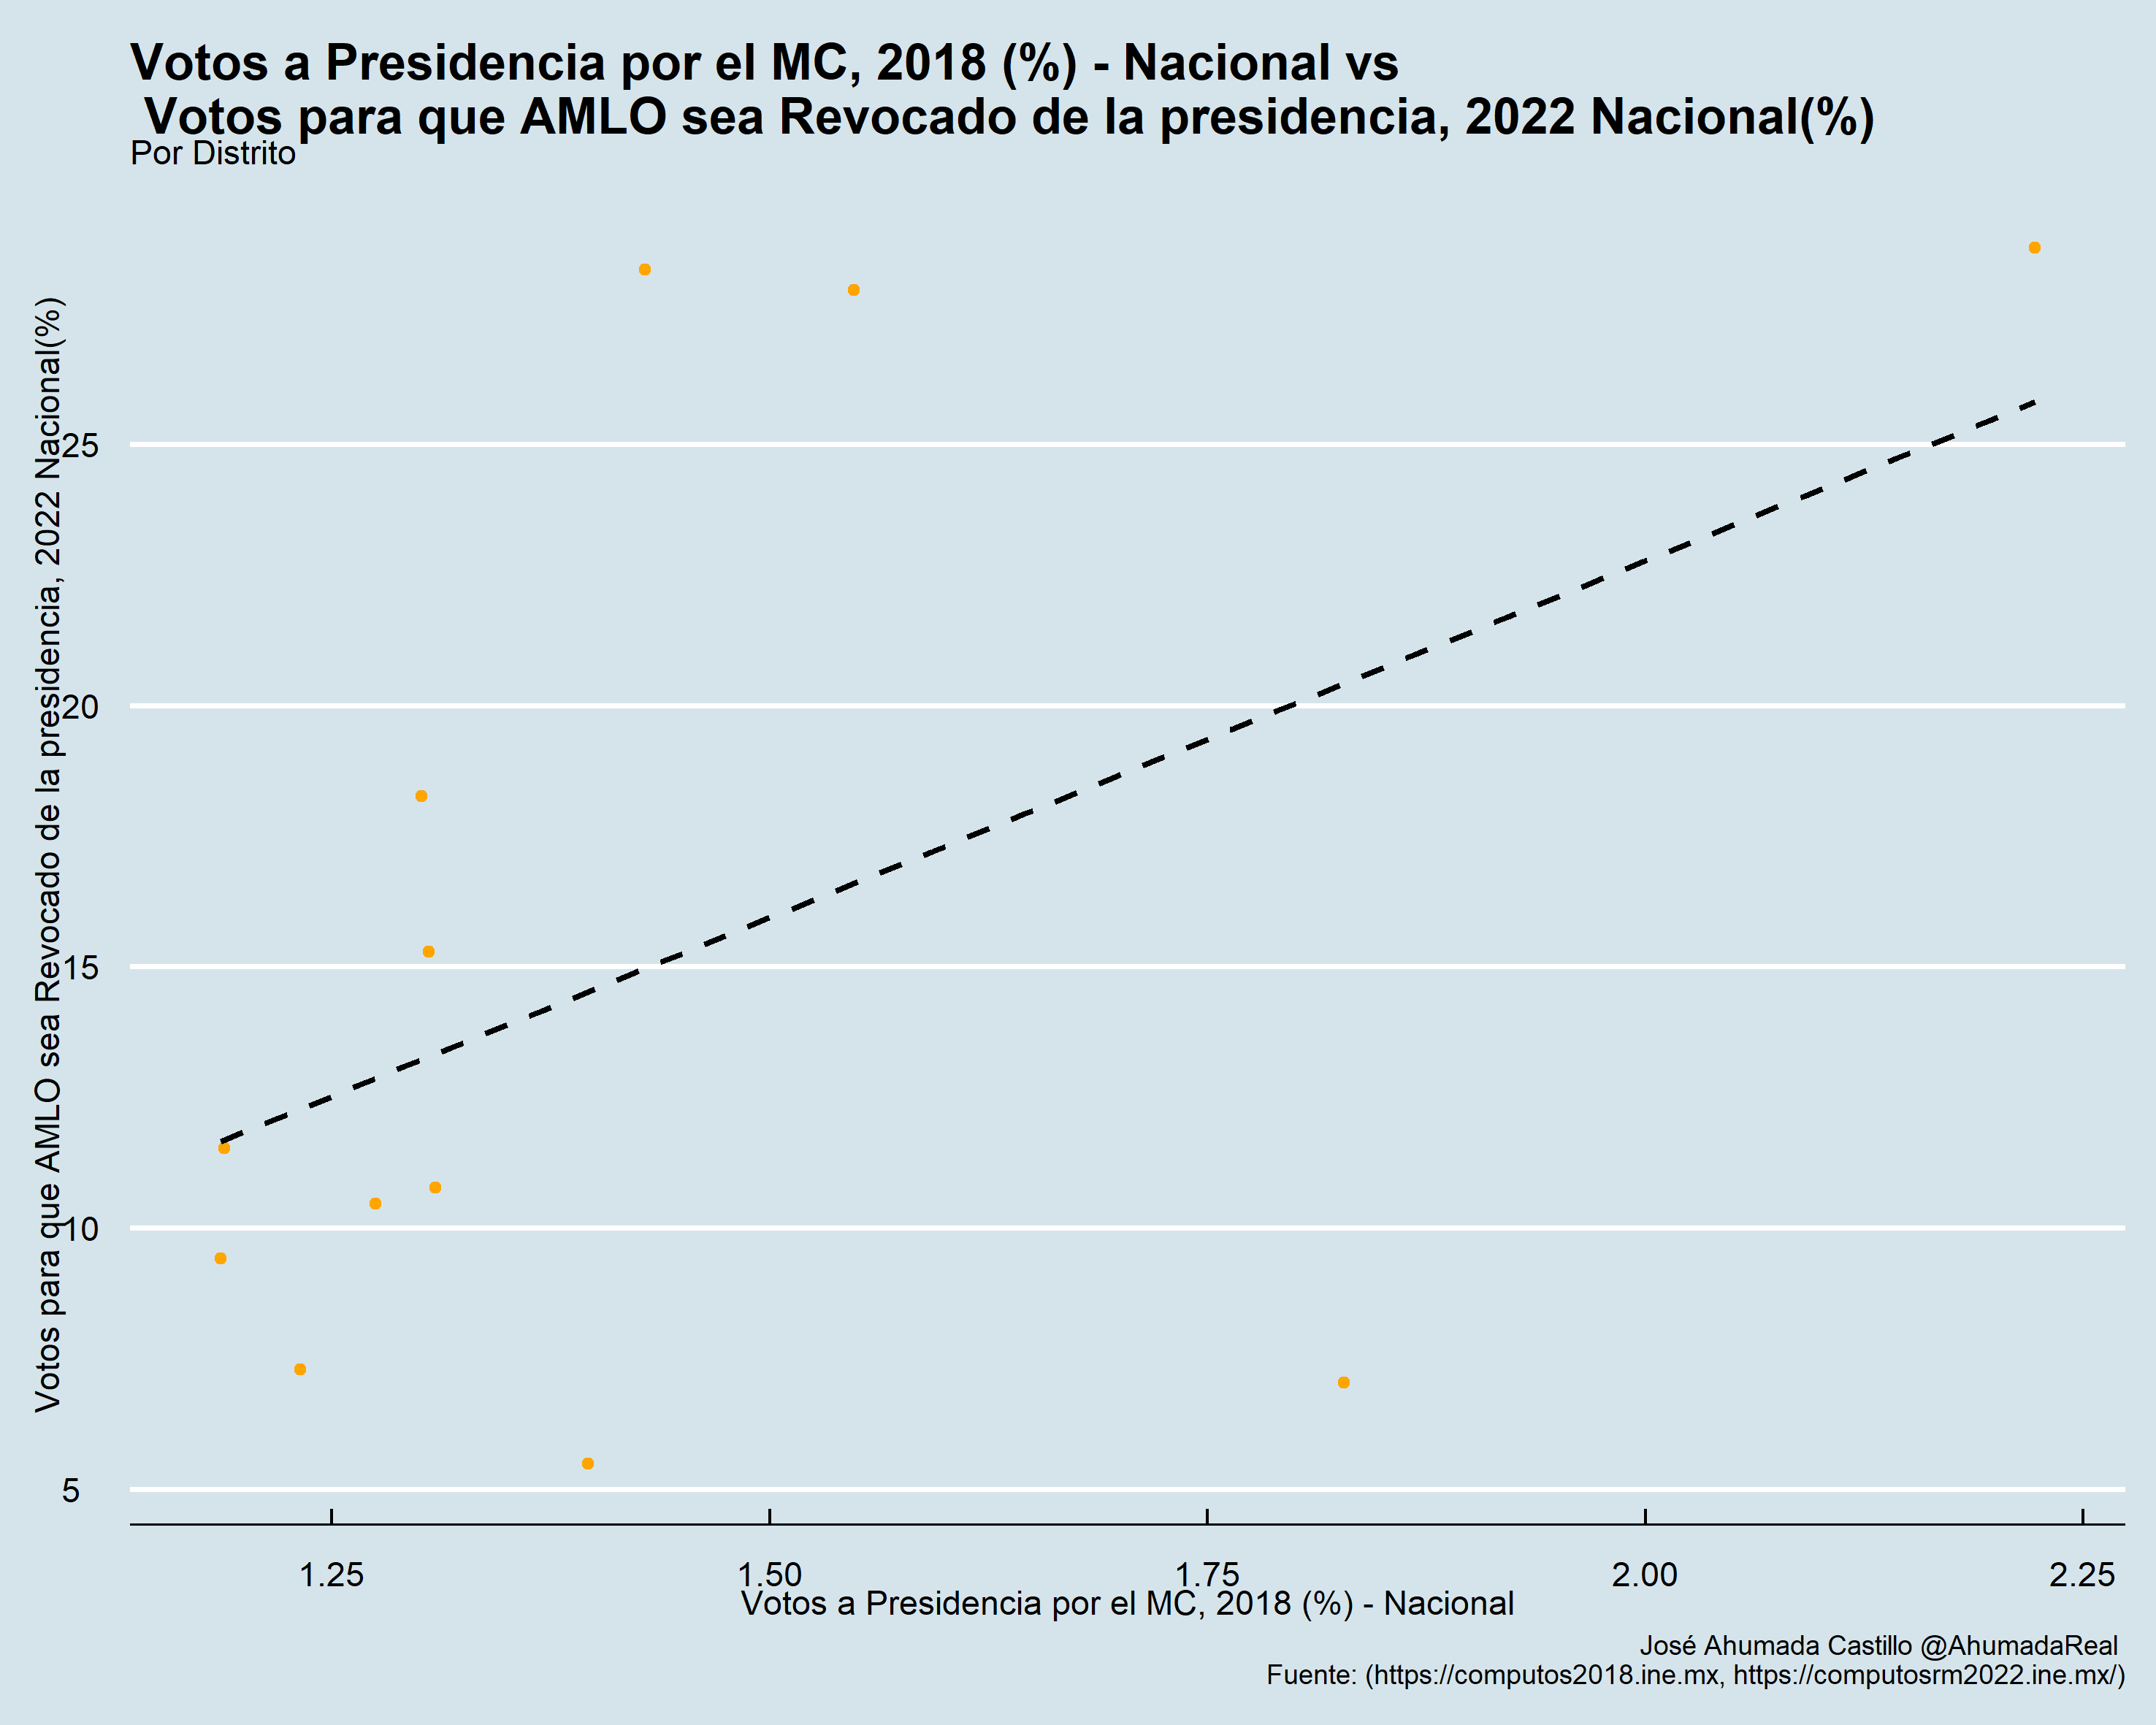 Votos a Presidencia por el MC, 2018 (%) - Nacional vs
Votos para que AMLO sea Revocado de la presidencia, 2022 Nacional(%)
Por Distrito
Votos para que AMLO sea Revocado de la presidencia, 2022 Nacional(%)
25
20
15
10
5
1.25 1.50 1.75 2.00 2.25
Votos a Presidencia por el MC, 2018 (%) - Nacional
José Ahumada Castillo @AhumadaReal
Fuente: (https://computos2018.ine.mx, https://computosrm2022.ine.mx/)